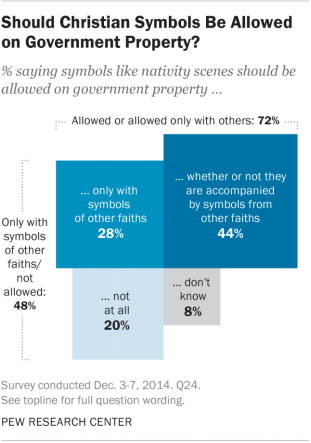 Should Christian Symbols Be Allowed
on Government Property?
% saying symbols like nativity scenes should be
allowed on government property ...
Allowed or allowed only with others: 72%
... only with
symbols
of other faiths
28%
... whether or not they
are accompanied
by symbols from
other faiths
44%
Only with
symbols
of other
faiths/
not
allowed:
48%
... not
at all
20%
... don't
know
8%
Survey conducted Dec. 3-7, 2014. Q24.
See topline for full question wording.
PEW RESEARCH CENTER